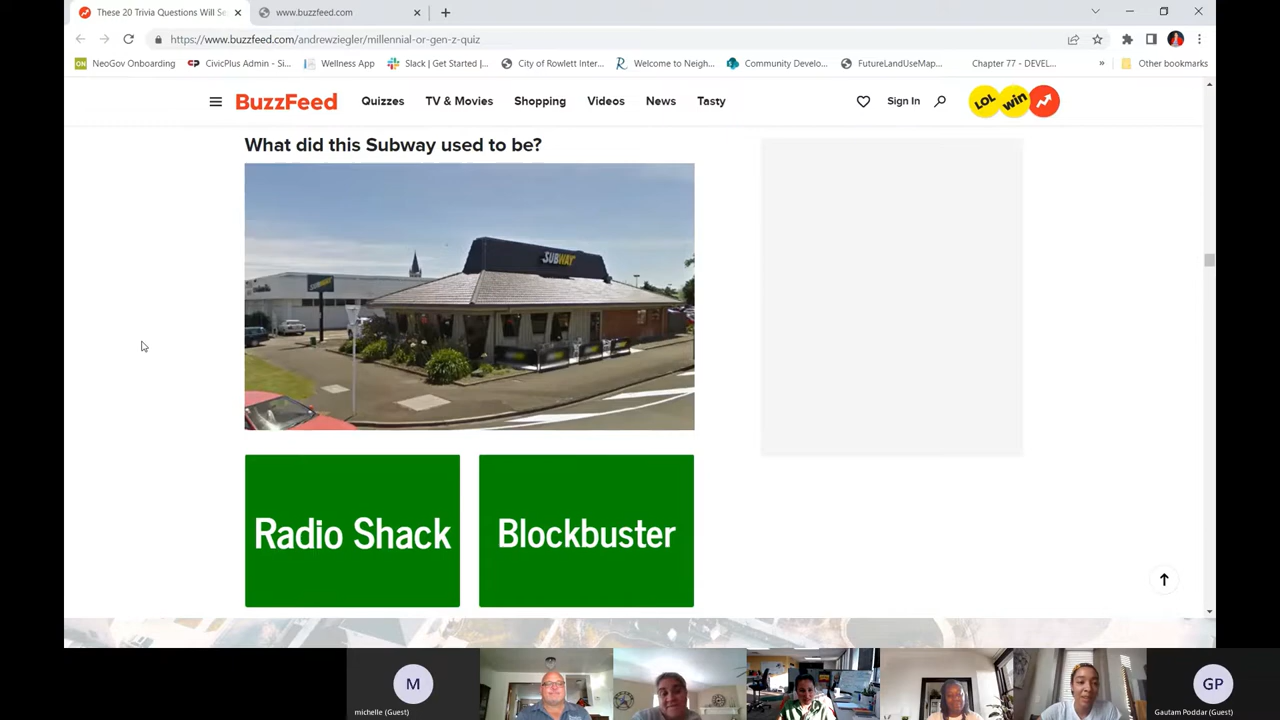 These 20 Trivia Questions Will Se
www.buzzfeed.com
https://www.buzzfeed.com/andrewziegler/millennial-or-gen-z-quiz
ON NeoGov Onboarding
CP CivicPlus Admin - Si...
Wellness App
Slack | Get Started |...
City of Rowlett Inter...
Welcome to Neigh...
Community Develo...
FutureLandUseMap...
Chapter 77 - DEVEL...
»
Other bookmarks
BuzzFeed
Quizzes
TV & Movies
Shopping
Videos
News
Tasty
Sign In
LOL
win
What did this Subway used to be?
SUBWAY
SUBWAY
Radio Shack
Blockbuster
M
michelle (Guest)
GP
Gautam Poddar (Guest)